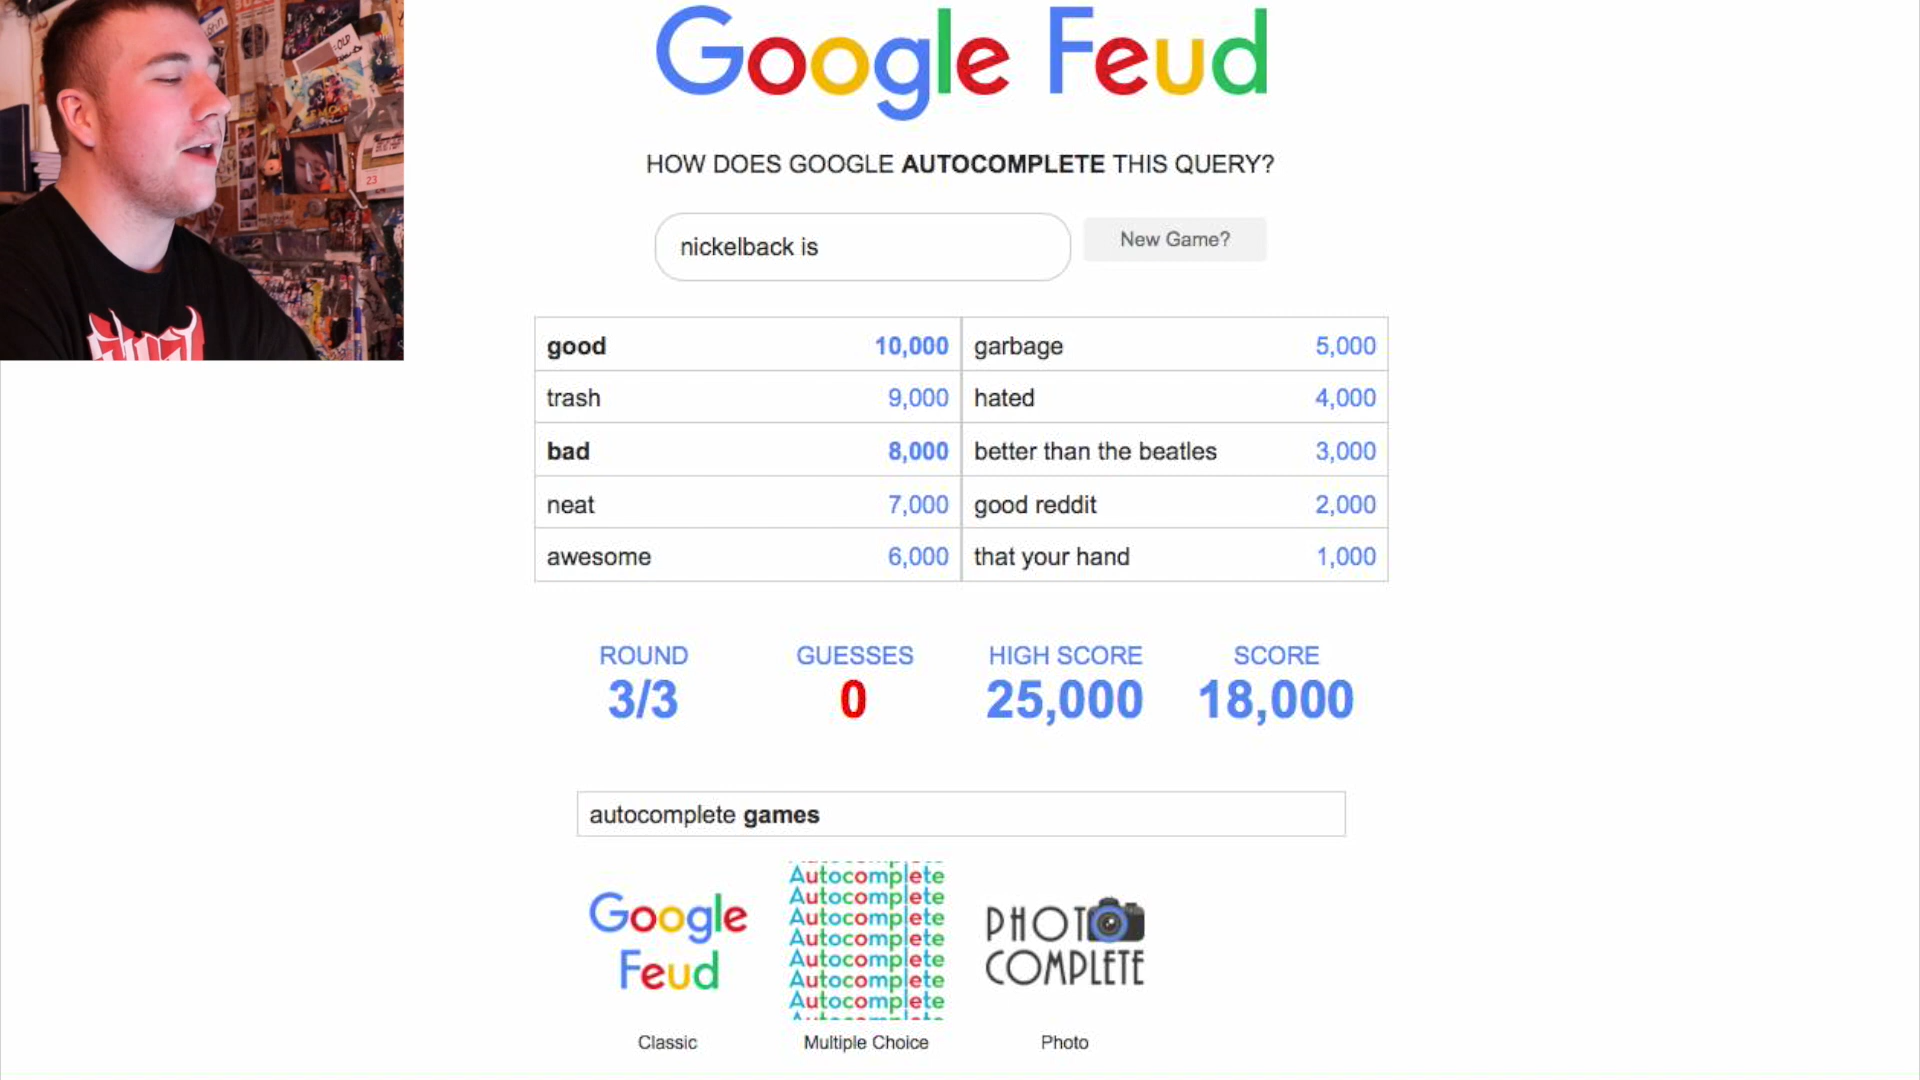 Google Feud
HOW DOES GOOGLE AUTOCOMPLETE THIS QUERY?
nickelback is
New Game?
good 10,000 garbage 5,000
trash 9,000 hated 4,000
bad 8,000 better than the beatles 3,000
neat 7,000 good reddit 2,000
awesome 6,000 that your hand 1,000
ROUND GUESSES HIGH SCORE SCORE
3/3 0 25,000 18,000
autocomplete games
Google
Feud
Autocomplete
Autocomplete
Autocomplete
Autocomplete
Autocomplete
Autocomplete
Autocomplete
PHOTO
COMPLETE
Classic Multiple Choice Photo
23
OLD